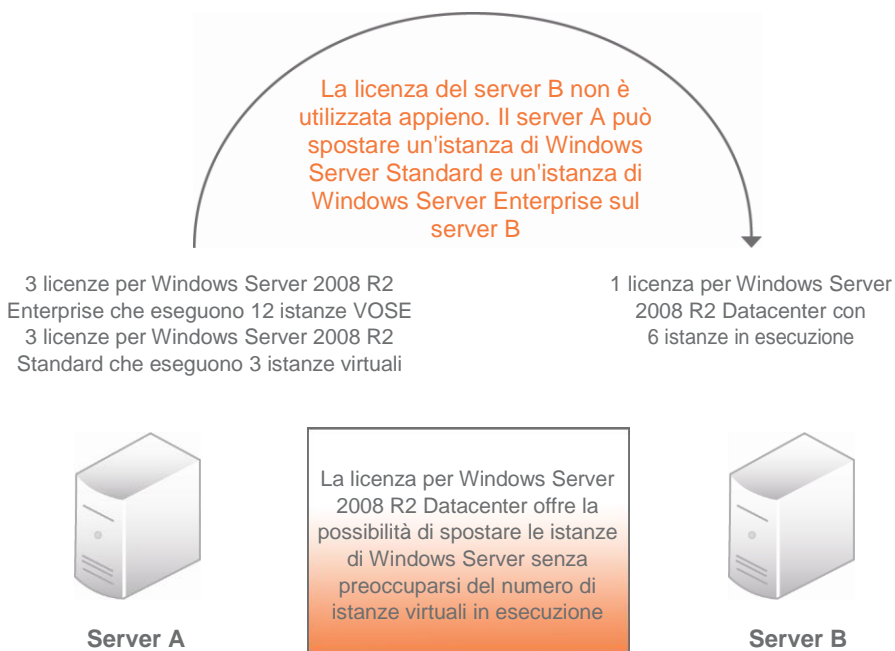 La licenza del server B non è
utilizzata appieno. Il server A può
spostare un'istanza di Windows
Server Standard e un'istanza di
Windows Server Enterprise sul
server B
3 licenze per Windows Server 2008 R2
Enterprise che eseguono 12 istanze VOSE
3 licenze per Windows Server 2008 R2
Standard che eseguono 3 istanze virtuali
1 licenza per Windows Server
2008 R2 Datacenter con
6 istanze in esecuzione
La licenza per Windows Server
2008 R2 Datacenter offre la
possibilità di spostare le istanze
di Windows Server senza
preoccuparsi del numero di
istanze virtuali in esecuzione
Server A
Server B